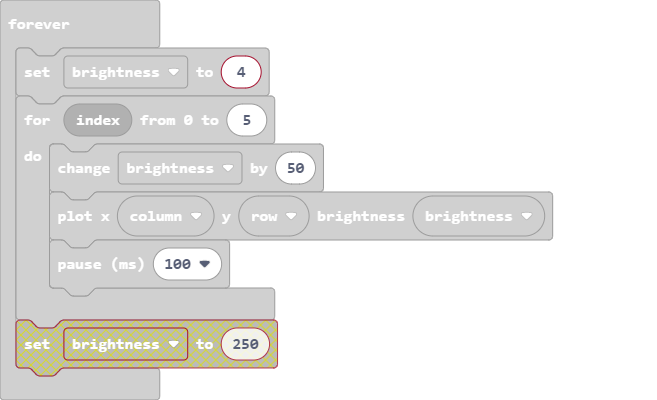 forever
set brightness to 4
for index from 0 to 5
do
change brightness by 50
plot x column y row brightness brightness
pause (ms) 100
set brightness to 250